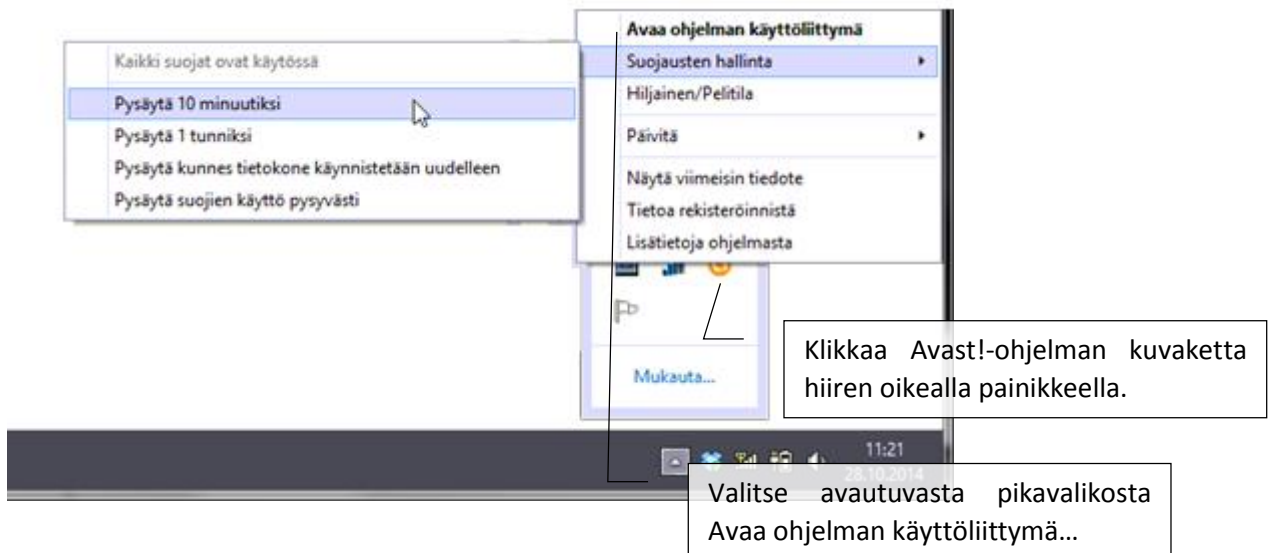 Avaa ohjelman käyttöliittymä
Suojausten hallinta
Hiljainen/Pelitila
Päivitä
Näytä viimeisin tiedote
Tietoa rekisteröinnistä
Lisätietoja ohjelmasta
Kaikki suojat ovat käytössä
Pysäytä 10 minuutiksi
Pysäytä 1 tunniksi
Pysäytä kunnes tietokone käynnistetään uudelleen
Pysäytä suojien käyttö pysyvästi
Mukauta...
Klikkaa Avast!-ohjelman kuvaketta
hiiren oikealla painikkeella.
11:21
28.10.2014
Valitse avautuvasta pikavalikosta
Avaa ohjelman käyttöliittymä…